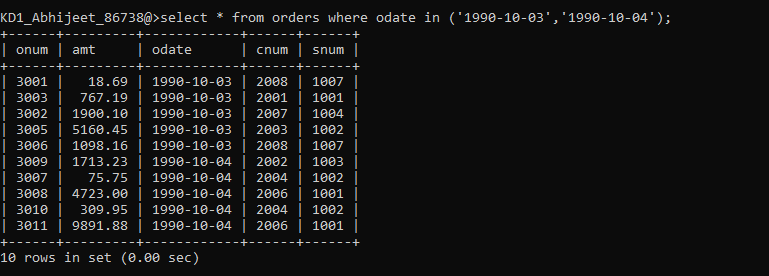 KD1_Abhijeet_86738@>select * from orders where odate in ('1990-10-03','1990-10-04');
+------+---------+------------+------+------+
| onum | amt     | odate      | cnum | snum |
+------+---------+------------+------+------+
| 3001 |   18.69 | 1990-10-03 | 2008 | 1007 |
| 3003 |  767.19 | 1990-10-03 | 2001 | 1001 |
| 3002 | 1900.10 | 1990-10-03 | 2007 | 1004 |
| 3005 | 5160.45 | 1990-10-03 | 2003 | 1002 |
| 3006 | 1098.16 | 1990-10-03 | 2008 | 1007 |
| 3009 | 1713.23 | 1990-10-04 | 2002 | 1003 |
| 3007 |   75.75 | 1990-10-04 | 2004 | 1002 |
| 3008 | 4723.00 | 1990-10-04 | 2006 | 1001 |
| 3010 |  309.95 | 1990-10-04 | 2004 | 1002 |
| 3011 | 9891.88 | 1990-10-04 | 2006 | 1001 |
+------+---------+------------+------+------+
10 rows in set (0.00 sec)